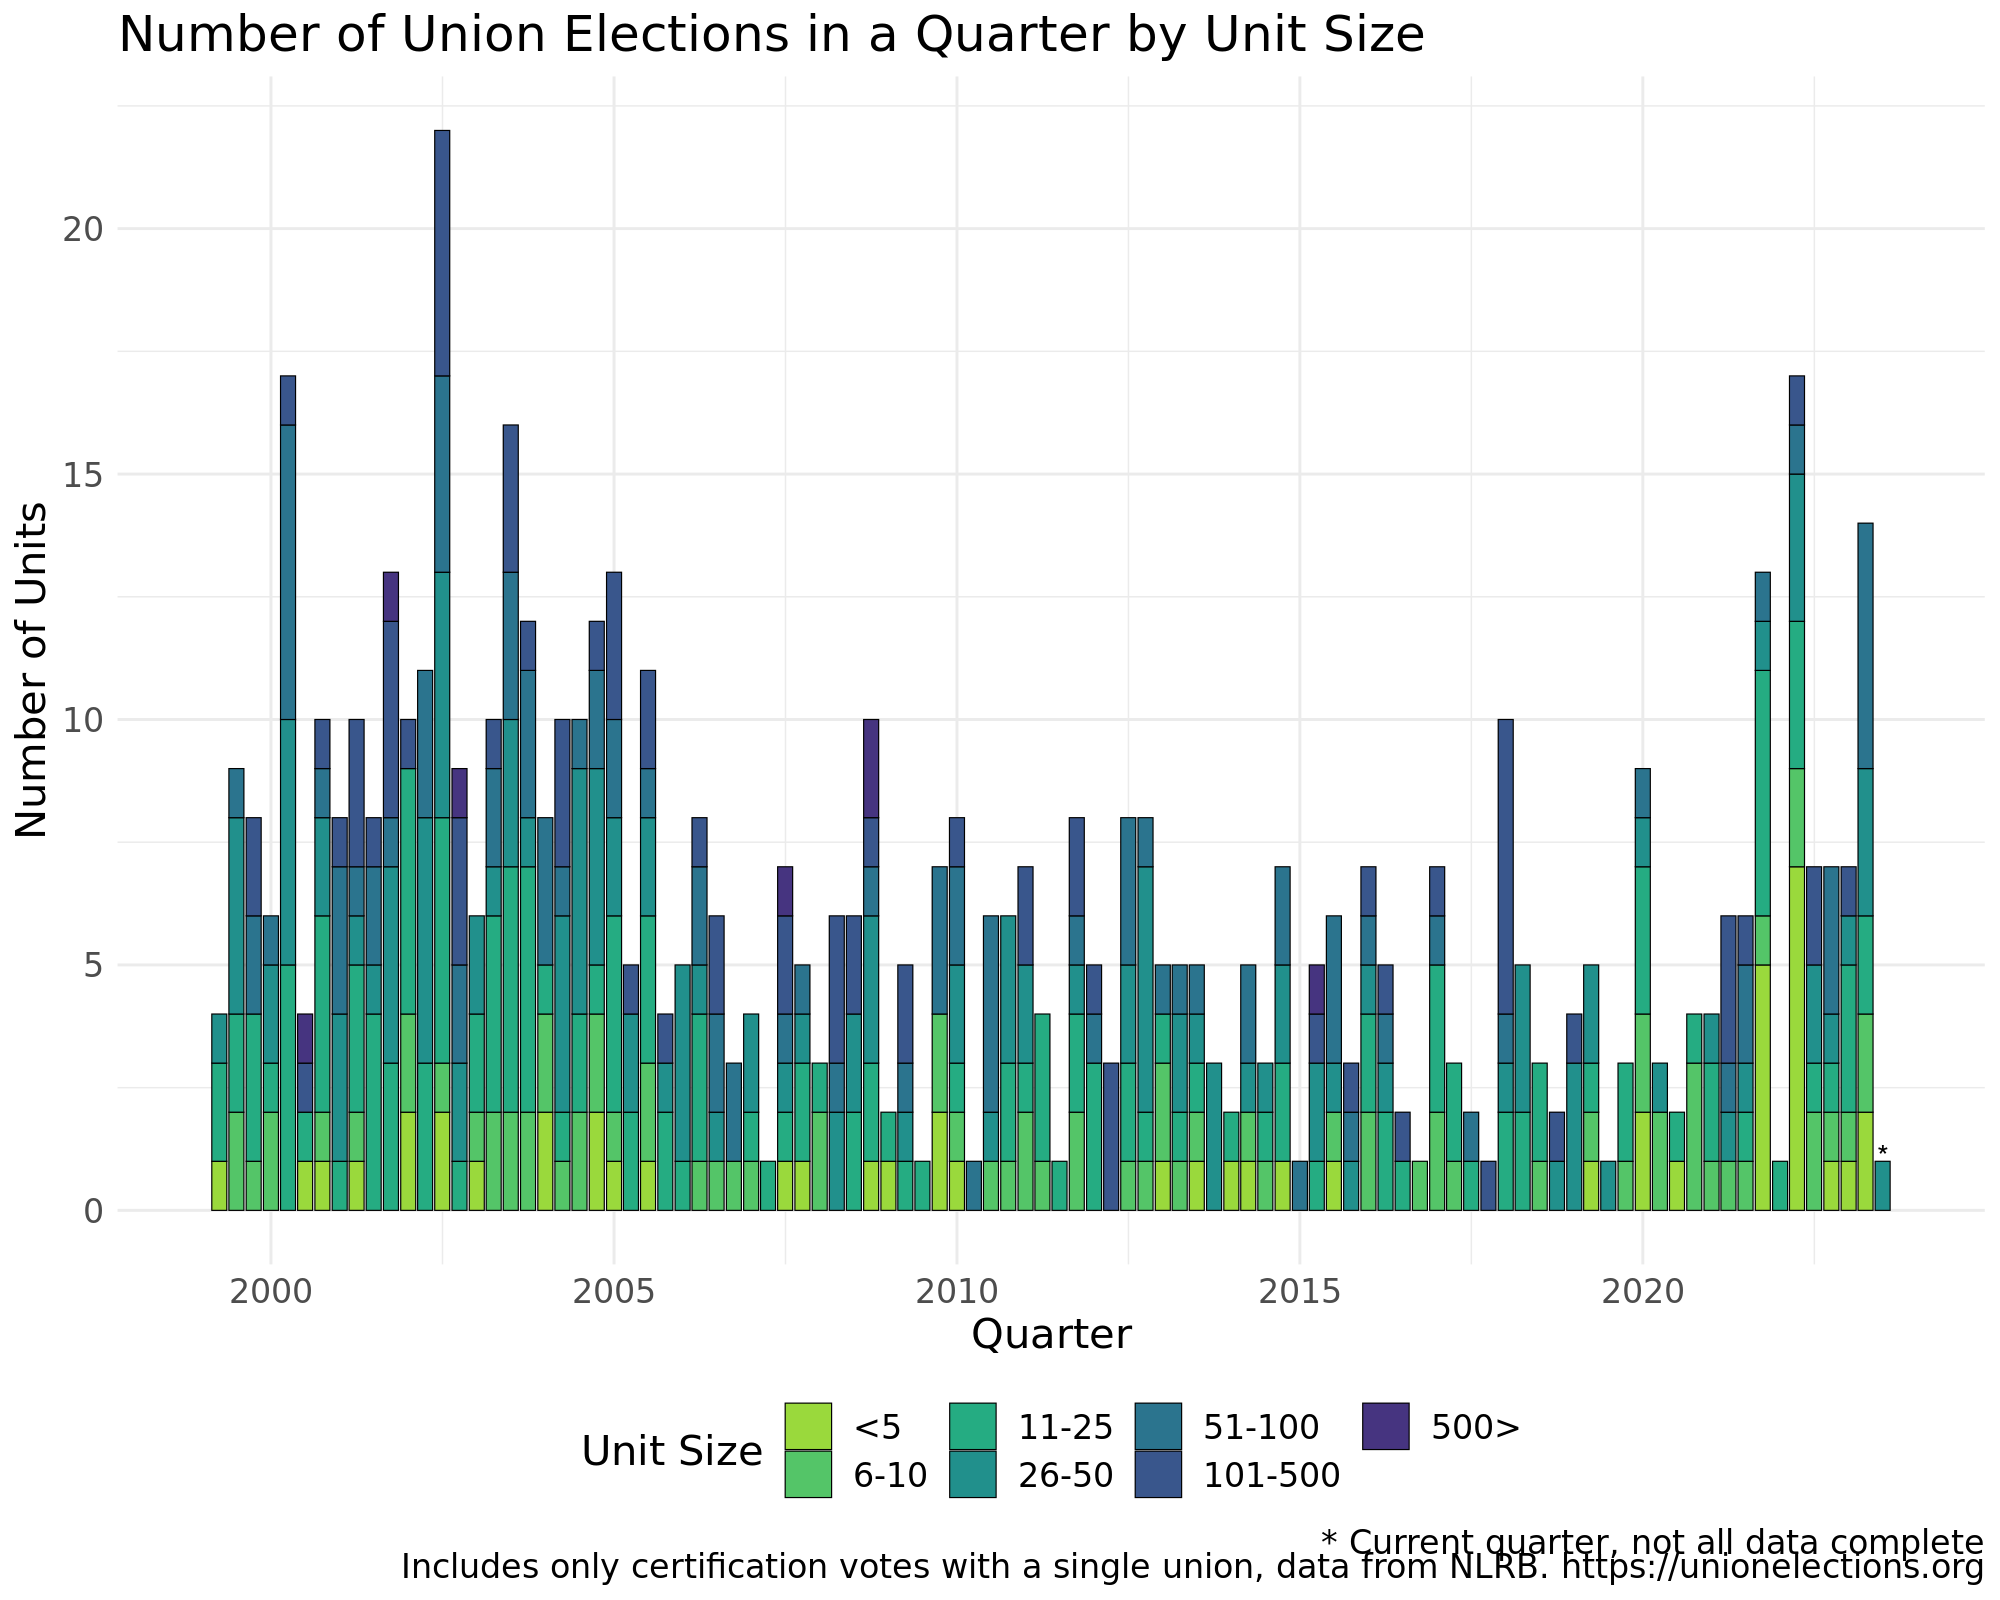 Number of Union Elections in a Quarter by Unit Size
Number of Units
20
15
10
5
0
*
2000 2005 2010 2015 2020
Quarter
Unit Size
<5 11-25 51-100 500>
6-10 26-50 101-500
* Current quarter, not all data complete
Includes only certification votes with a single union, data from NLRB. https://unionelections.org